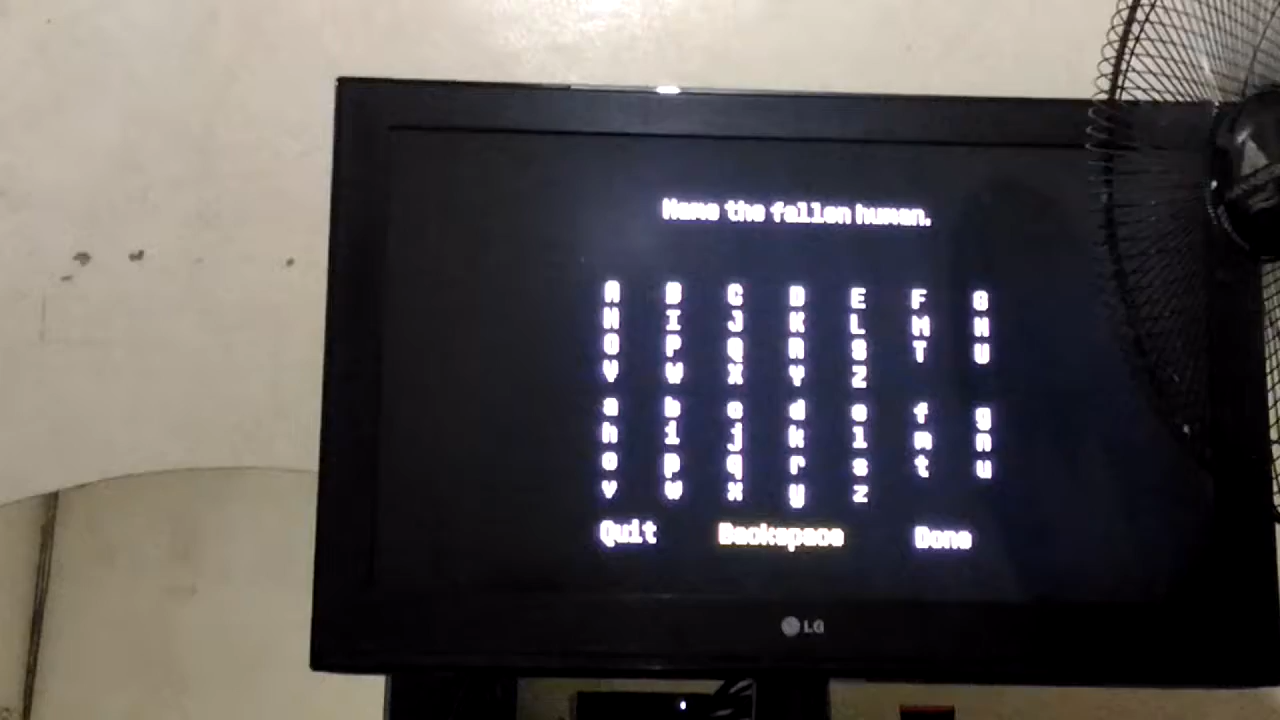 Name the fallen human.
A B C D E F G
H I J K L M N
O P Q R S T U
V W X Y Z
a b c d e f g
h i j k l m n
o p q r s t u
v w x y z
Quit Backspace Done
LG